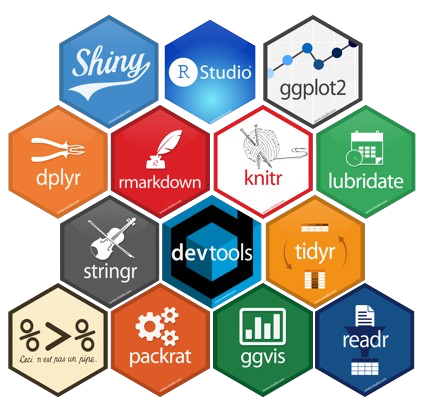 Shiny
R Studio
ggplot2
dplyr
rmarkdown
knitr
lubridate
stringr
devtools
tidyr
%>%
Ceci n'est pas un pipe.
packrat
ggvis
readr